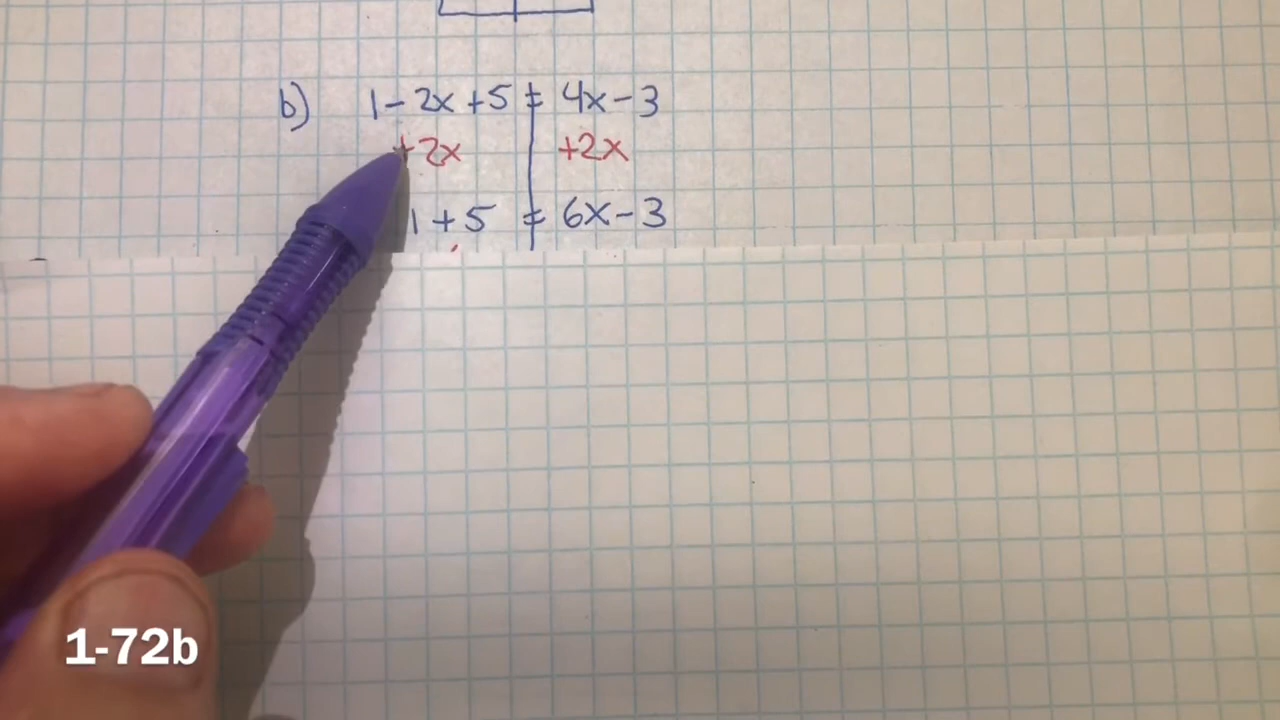 b) 1 - 2x + 5 = 4x - 3
+2x +2x
1 + 5 = 6x - 3
1-72b